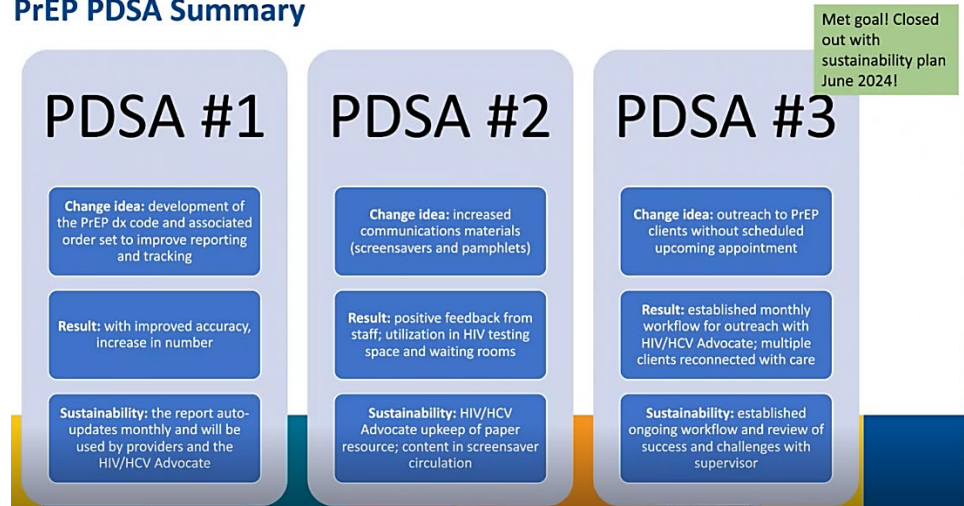 PrEP PDSA Summary
Met goal! Closed
out with
sustainability plan
June 2024!
PDSA #1
Change idea: development of
the PrEP dx code and associated
order set to improve reporting
and tracking
Result: with improved accuracy,
increase in number
Sustainability: the report auto-
updates monthly and will be
used by providers and the
HIV/HCV Advocate
PDSA #2
Change idea: increased
communications materials
(screensavers and pamphlets)
Result: positive feedback from
staff; utilization in HIV testing
space and waiting rooms
Sustainability: HIV/HCV
Advocate upkeep of paper
resource; content in screensaver
circulation
PDSA #3
Change idea: outreach to PrEP
clients without scheduled
upcoming appointment
Result: established monthly
workflow for outreach with
HIV/HCV Advocate; multiple
clients reconnected with care
Sustainability: established
ongoing workflow and review of
success and challenges with
supervisor